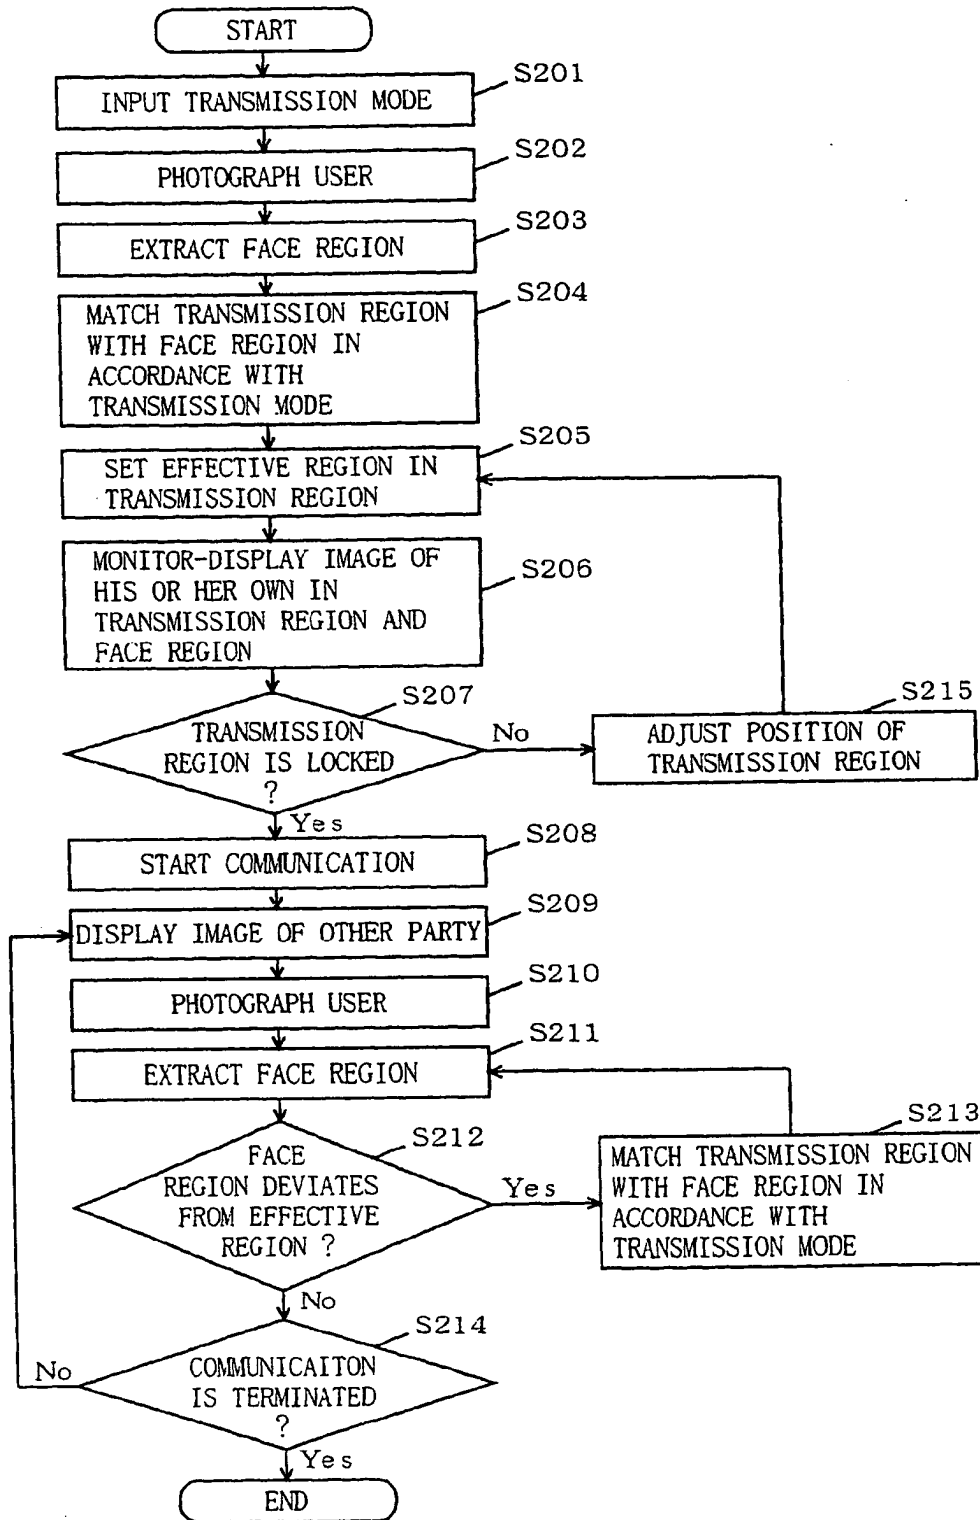 START
S201
INPUT TRANSMISSION MODE
S202
PHOTOGRAPH USER
S203
EXTRACT FACE REGION
S204
MATCH TRANSMISSION REGION
WITH FACE REGION IN
ACCORDANCE WITH
TRANSMISSION MODE
S205
SET EFFECTIVE REGION IN
TRANSMISSION REGION
S206
MONITOR-DISPLAY IMAGE OF
HIS OR HER OWN IN
TRANSMISSION REGION AND
FACE REGION
S207
TRANSMISSION
REGION IS LOCKED
?
No
S215
ADJUST POSITION OF
TRANSMISSION REGION
Yes
S208
START COMMUNICATION
S209
DISPLAY IMAGE OF OTHER PARTY
S210
PHOTOGRAPH USER
S211
EXTRACT FACE REGION
S212
FACE
REGION DEVIATES
FROM EFFECTIVE
REGION ?
Yes
S213
MATCH TRANSMISSION REGION
WITH FACE REGION IN
ACCORDANCE WITH
TRANSMISSION MODE
No
S214
COMMUNICAITON
IS TERMINATED
?
No
Yes
END